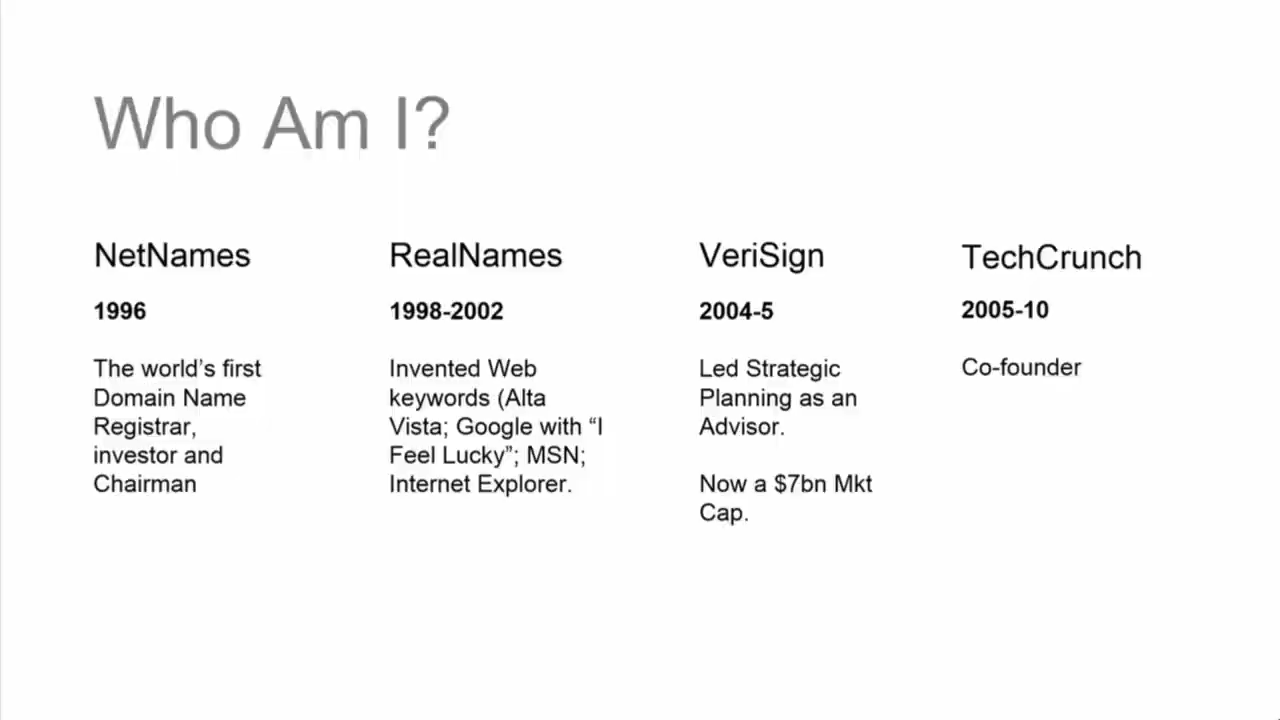 Who Am I?
NetNames
1996
The world's first
Domain Name
Registrar,
investor and
Chairman
RealNames
1998-2002
Invented Web
keywords (Alta
Vista; Google with “I
Feel Lucky”; MSN;
Internet Explorer.
VeriSign
2004-5
Led Strategic
Planning as an
Advisor.
Now a $7bn Mkt
Cap.
TechCrunch
2005-10
Co-founder